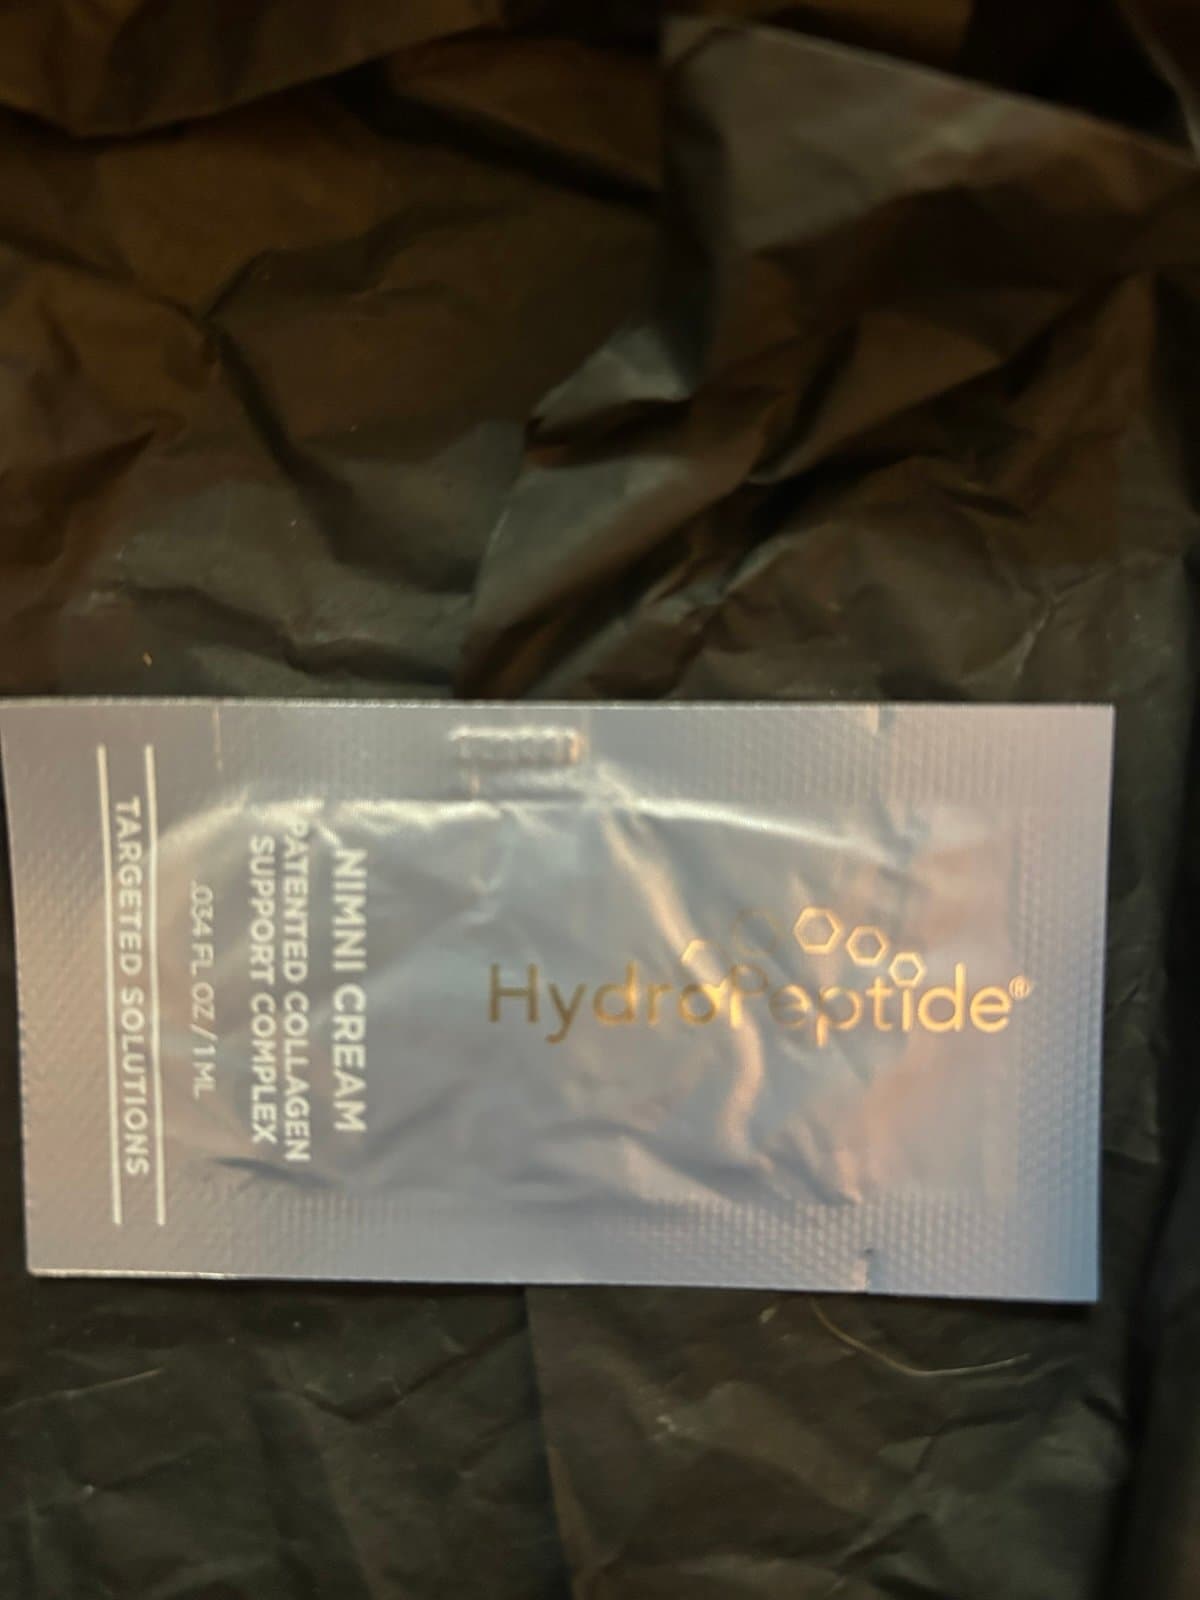 HydroPeptide®
NIMNI CREAM
PATENTED COLLAGEN
SUPPORT COMPLEX
.034 FL OZ / 1 ML
TARGETED SOLUTIONS